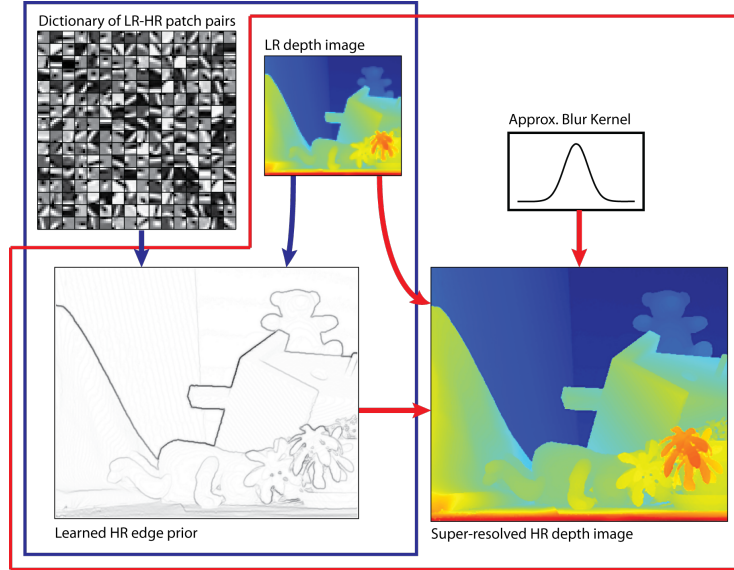 Dictionary of LR-HR patch pairs
LR depth image
Approx. Blur Kernel
Learned HR edge prior
Super-resolved HR depth image